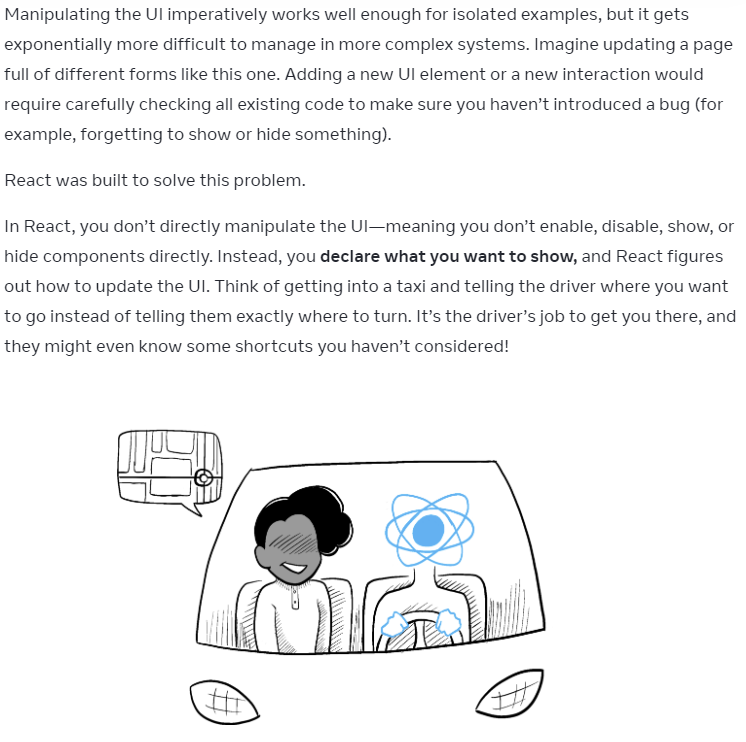 Manipulating the UI imperatively works well enough for isolated examples, but it gets
exponentially more difficult to manage in more complex systems. Imagine updating a page
full of different forms like this one. Adding a new UI element or a new interaction would
require carefully checking all existing code to make sure you haven’t introduced a bug (for
example, forgetting to show or hide something).
React was built to solve this problem.
In React, you don’t directly manipulate the UI—meaning you don’t enable, disable, show, or
hide components directly. Instead, you declare what you want to show, and React figures
out how to update the UI. Think of getting into a taxi and telling the driver where you want
to go instead of telling them exactly where to turn. It’s the driver’s job to get you there, and
they might even know some shortcuts you haven’t considered!